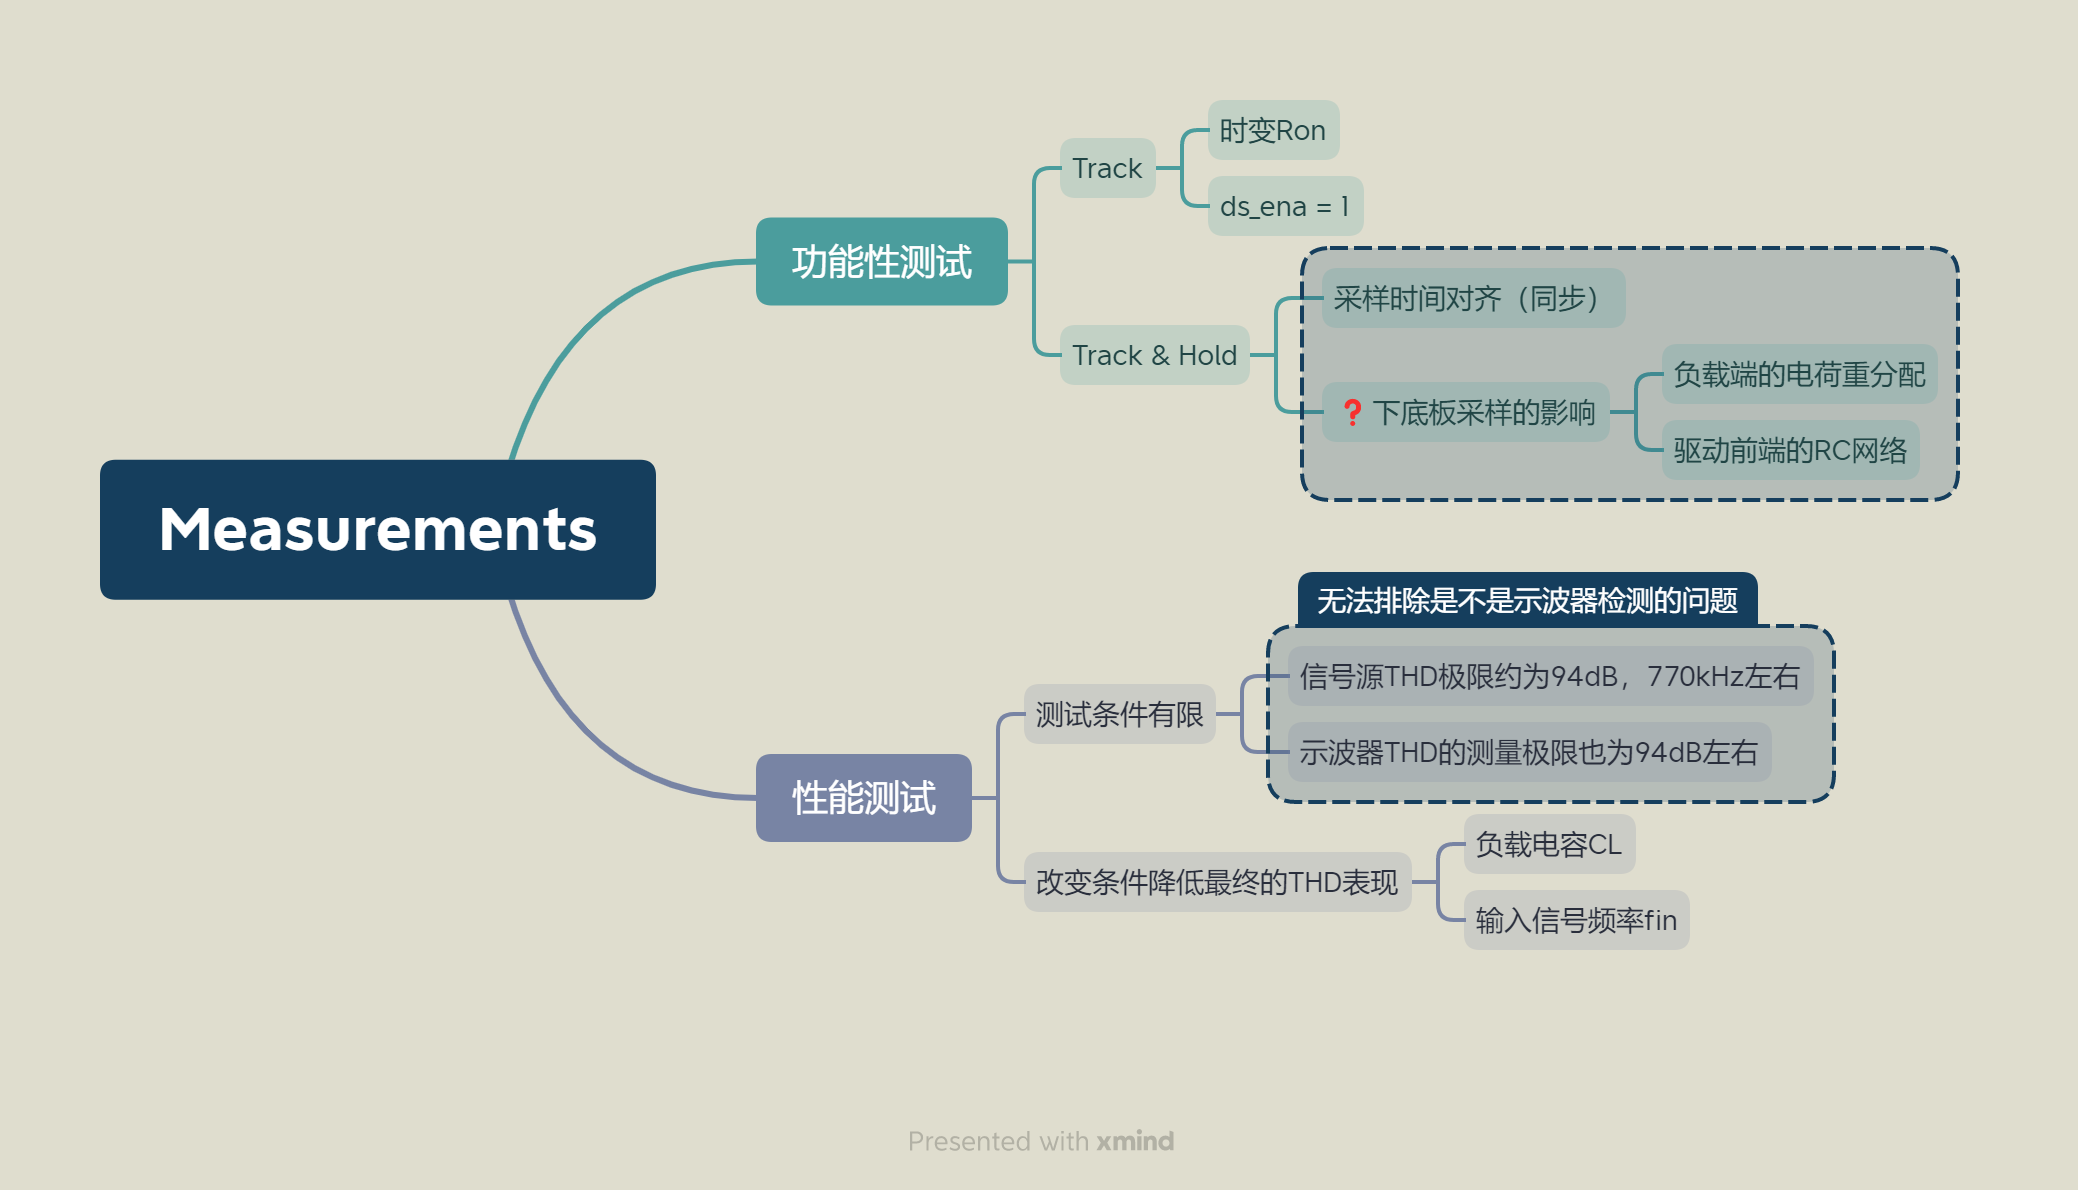 Measurements
功能性测试
Track
时变Ron
ds_ena = 1
Track & Hold
采样时间对齐（同步）
❓下底板采样的影响
负载端的电荷重分配
驱动前端的RC网络
性能测试
测试条件有限
无法排除是不是示波器检测的问题
信号源THD极限约为94dB，770kHz左右
示波器THD的测量极限也为94dB左右
改变条件降低最终的THD表现
负载电容CL
输入信号频率fin
Presented with xmind